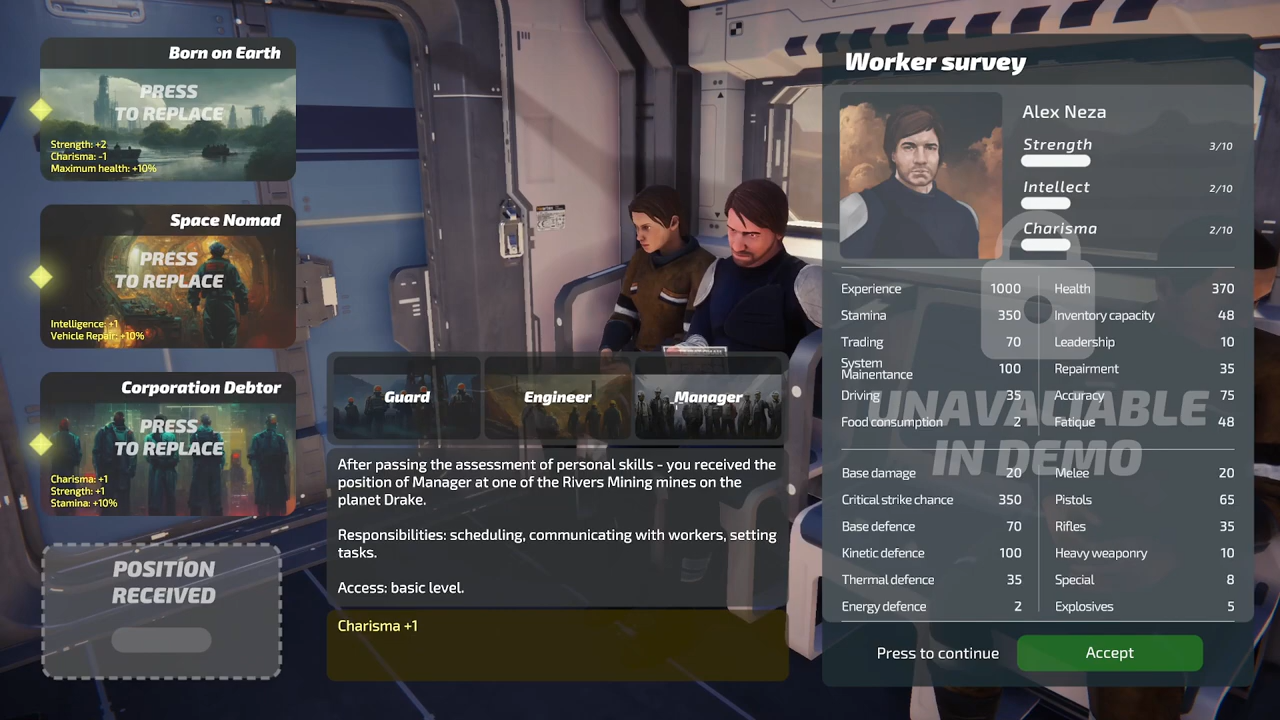 Born on Earth
PRESS
TO REPLACE
Strength: +2
Charisma: -1
Maximum health: +10%
Space Nomad
PRESS
TO REPLACE
Intelligence: +1
Vehicle Repair: +10%
Corporation Debtor
PRESS
TO REPLACE
Charisma: +1
Strength: +1
Stamina: +10%
POSITION
RECEIVED
Guard
Engineer
Manager
After passing the assessment of personal skills - you received the
position of Manager at one of the Rivers Mining mines on the
planet Drake.
Responsibilities: scheduling, communicating with workers, setting
tasks.
Access: basic level.
Charisma +1
Worker survey
Alex Neza
Strength 3/10
Intellect 2/10
Charisma 2/10
Experience 1000 Health 370
Stamina 350 Inventory capacity 48
Trading 70 Leadership 10
System
Mainentance 100 Repairment 35
Driving 35 Accuracy 75
Food consumption 2 Fatique 48
UNAVALIABLE
IN DEMO
Base damage 20 Melee 20
Critical strike chance 350 Pistols 65
Base defence 70 Rifles 35
Kinetic defence 100 Heavy weaponry 10
Thermal defence 35 Special 8
Energy defence 2 Explosives 5
Press to continue Accept